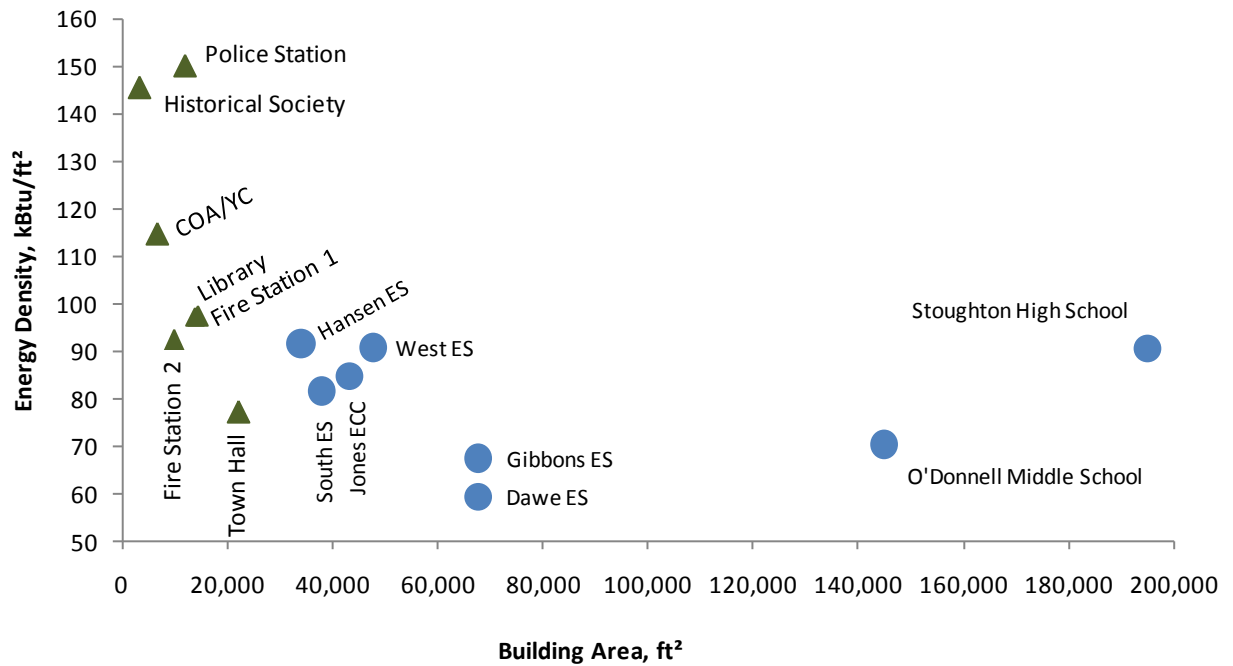 160
150
140
130
120
110
100
90
80
70
60
50
Energy Density, kBtu/ft²
Police Station
Historical Society
COA/YC
Library
Fire Station 1
Hansen ES
Stoughton High School
West ES
Fire Station 2
Town Hall
South ES
Jones ECC
Gibbons ES
O'Donnell Middle School
Dawe ES
0
20,000
40,000
60,000
80,000
100,000
120,000
140,000
160,000
180,000
200,000
Building Area, ft²